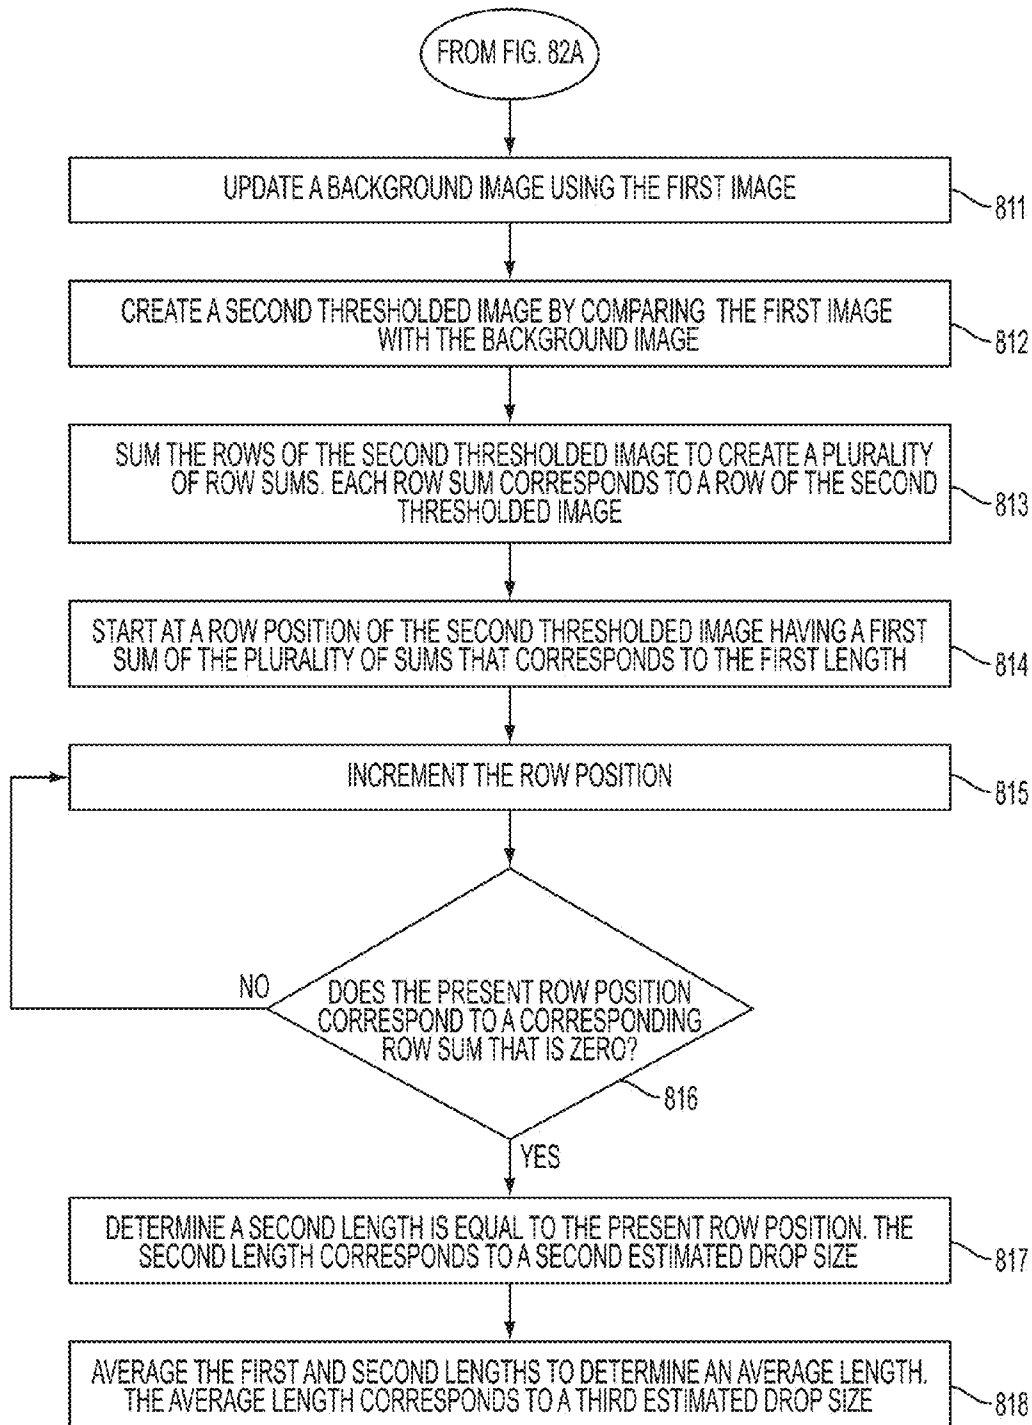 FROM FIG. 82A
UPDATE A BACKGROUND IMAGE USING THE FIRST IMAGE
811
CREATE A SECOND THRESHOLDED IMAGE BY COMPARING THE FIRST IMAGE
WITH THE BACKGROUND IMAGE
812
SUM THE ROWS OF THE SECOND THRESHOLDED IMAGE TO CREATE A PLURALITY
OF ROW SUMS. EACH ROW SUM CORRESPONDS TO A ROW OF THE SECOND
THRESHOLDED IMAGE
813
START AT A ROW POSITION OF THE SECOND THRESHOLDED IMAGE HAVING A FIRST
SUM OF THE PLURALITY OF SUMS THAT CORRESPONDS TO THE FIRST LENGTH
814
INCREMENT THE ROW POSITION
815
NO
DOES THE PRESENT ROW POSITION
CORRESPOND TO A CORRESPONDING
ROW SUM THAT IS ZERO?
816
YES
DETERMINE A SECOND LENGTH IS EQUAL TO THE PRESENT ROW POSITION. THE
SECOND LENGTH CORRESPONDS TO A SECOND ESTIMATED DROP SIZE
817
AVERAGE THE FIRST AND SECOND LENGTHS TO DETERMINE AN AVERAGE LENGTH.
THE AVERAGE LENGTH CORRESPONDS TO A THIRD ESTIMATED DROP SIZE
818